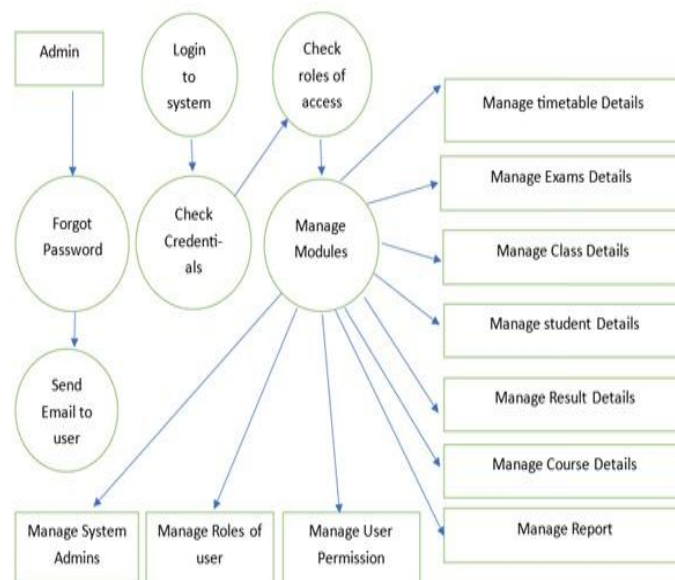 Admin
Login
to
system
Check
roles of
access
Manage timetable Details
Manage Exams Details
Forgot
Password
Check
Credenti-
als
Manage
Modules
Manage Class Details
Manage student Details
Send
Email to
user
Manage Result Details
Manage Course Details
Manage System
Admins
Manage Roles of
user
Manage User
Permission
Manage Report